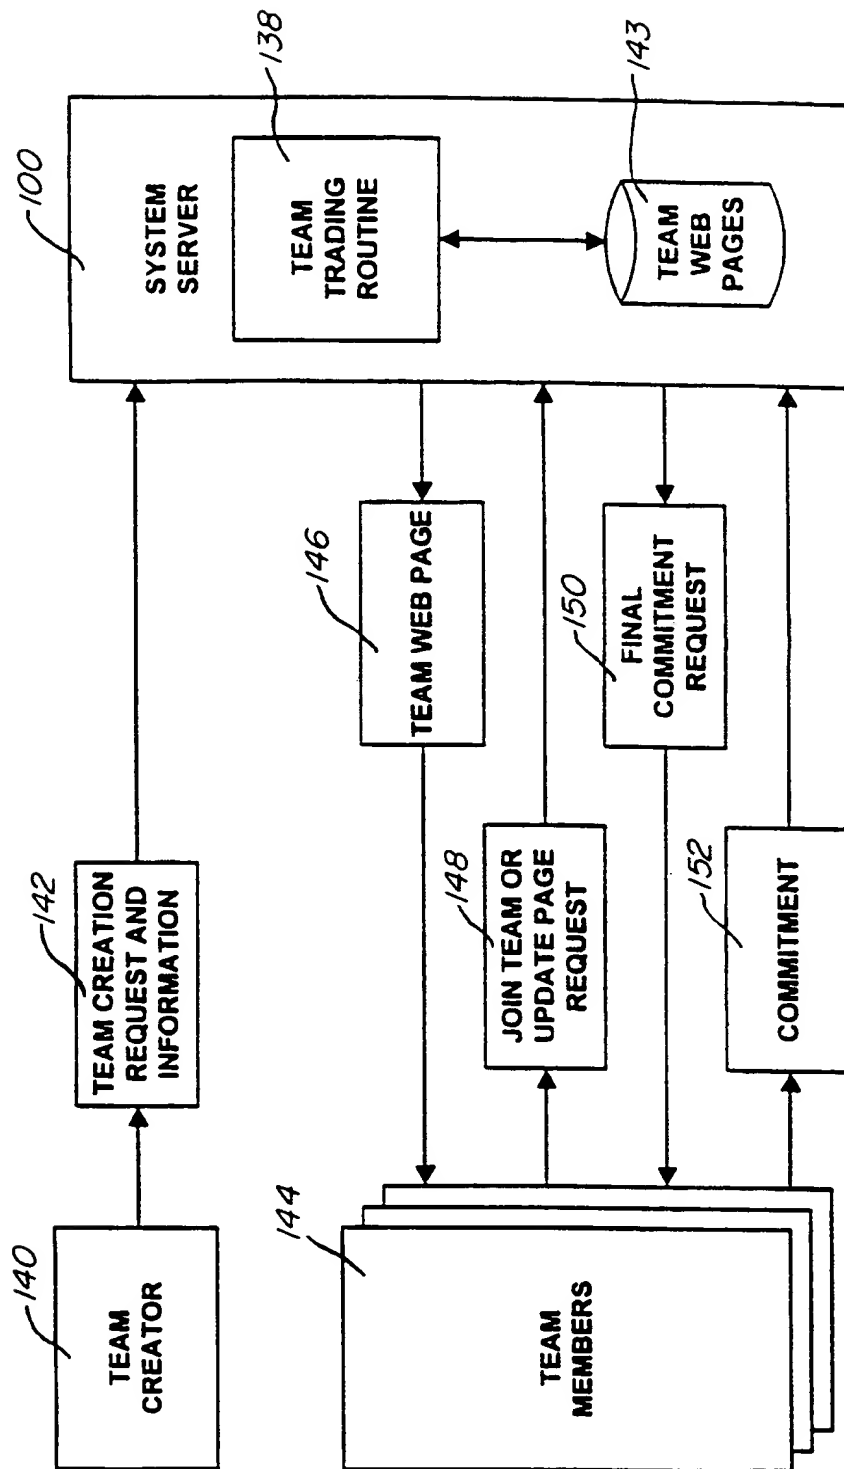 140
TEAM
CREATOR
142
TEAM CREATION
REQUEST AND
INFORMATION
100
SYSTEM
SERVER
138
TEAM
TRADING
ROUTINE
143
TEAM
WEB
PAGES
144
TEAM
MEMBERS
146
TEAM WEB PAGE
148
JOIN TEAM OR
UPDATE PAGE
REQUEST
150
FINAL
COMMITMENT
REQUEST
152
COMMITMENT